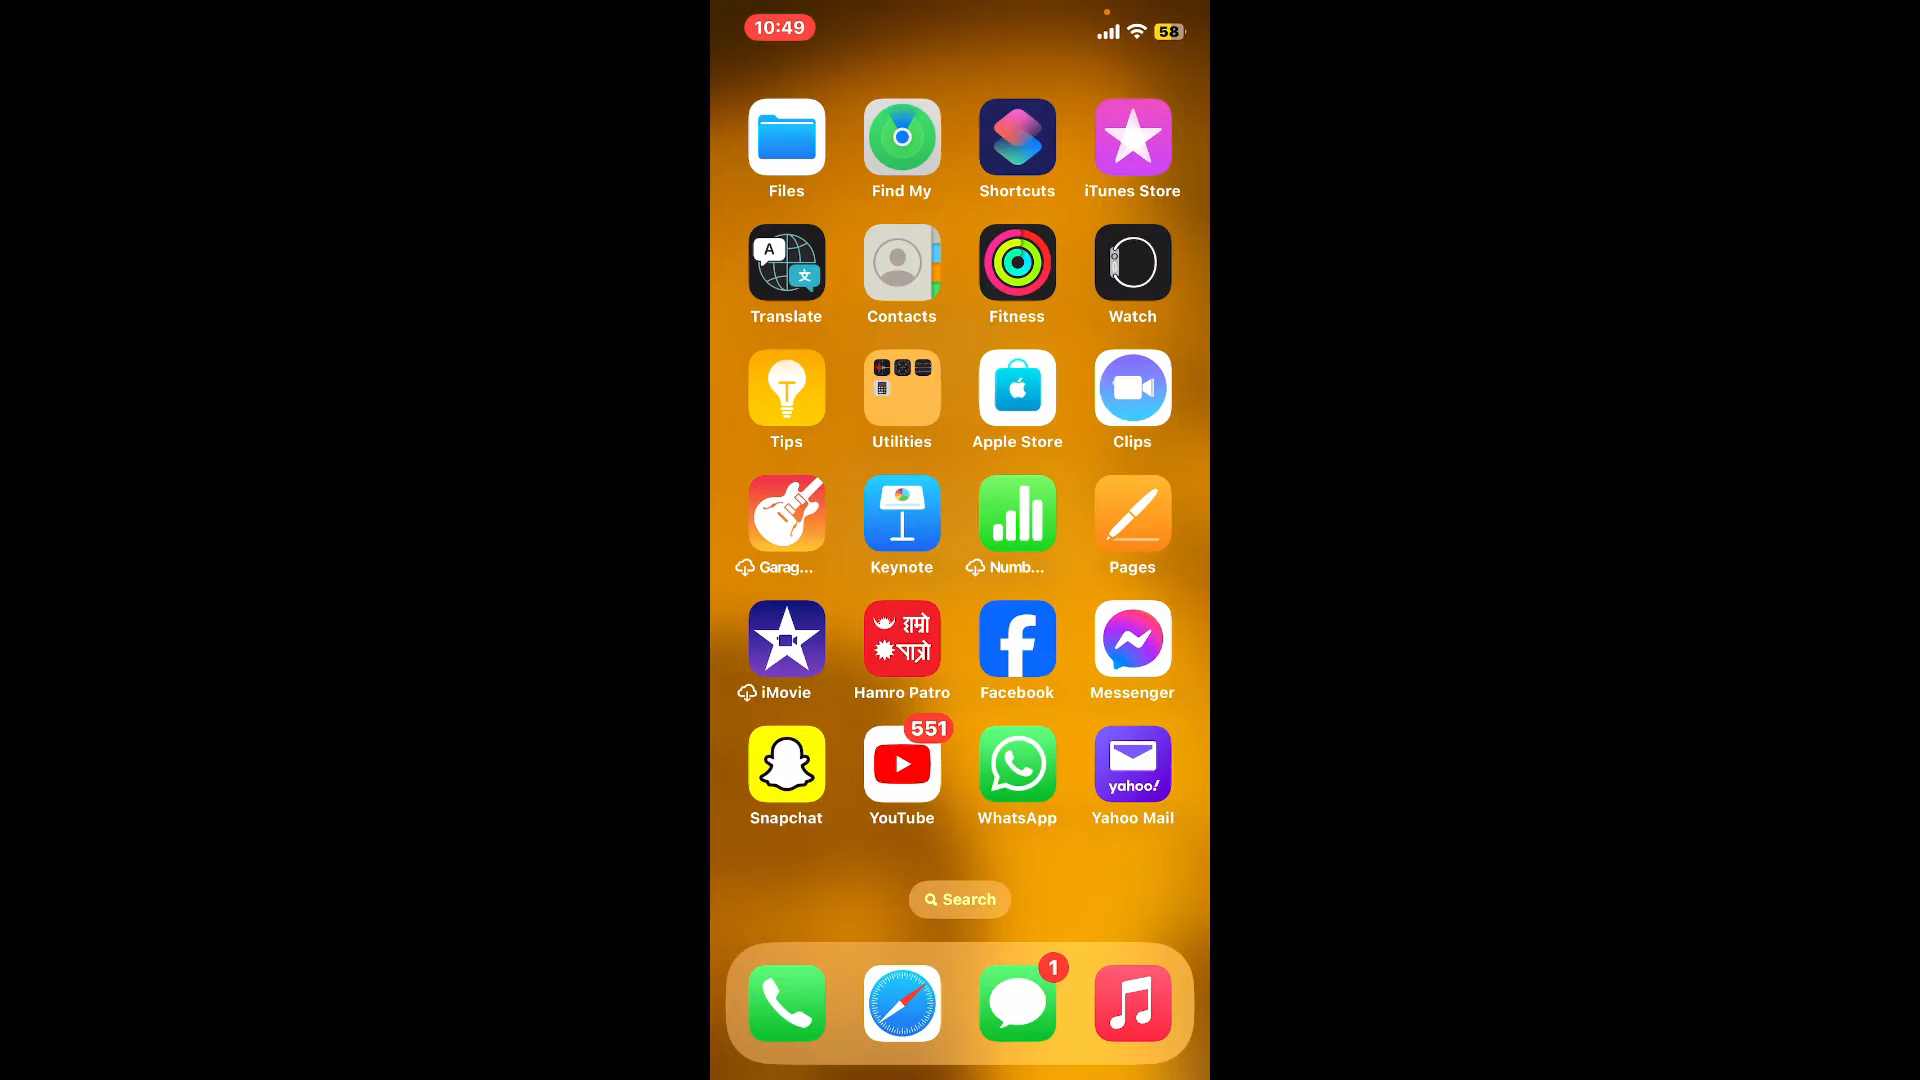 10:49
58
Files
Find My
Shortcuts
iTunes Store
A
文
Translate
Contacts
Fitness
Watch
Tips
Utilities
Apple Store
Clips
Garag...
Keynote
Numb...
Pages
हाम्रो
पात्रो
iMovie
Hamro Patro
Facebook
Messenger
551
yahoo!
Snapchat
YouTube
WhatsApp
Yahoo Mail
Search
1